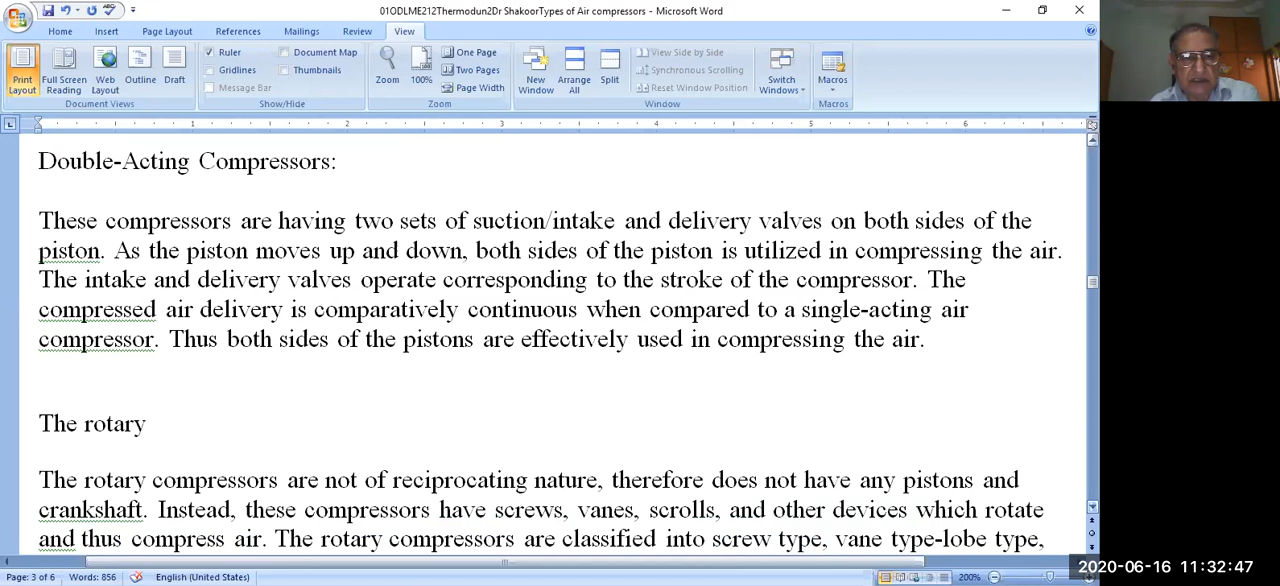 01ODLME212Thermodun2Dr ShakoorTypes of Air compressors - Microsoft Word
Home Insert Page Layout References Mailings Review View
Print Layout Full Screen Reading Web Layout Outline Draft
Document Views
Ruler Document Map
Gridlines Thumbnails
Message Bar
Show/Hide
Zoom 100% One Page
Two Pages
Page Width
Zoom
New Window Arrange All Split
View Side by Side
Synchronous Scrolling
Reset Window Position
Switch Windows
Window
Macros
Macros
1 2 3 4 5 6
Double-Acting Compressors:
These compressors are having two sets of suction/intake and delivery valves on both sides of the
piston. As the piston moves up and down, both sides of the piston is utilized in compressing the air.
The intake and delivery valves operate corresponding to the stroke of the compressor. The
compressed air delivery is comparatively continuous when compared to a single-acting air
compressor. Thus both sides of the pistons are effectively used in compressing the air.
The rotary
The rotary compressors are not of reciprocating nature, therefore does not have any pistons and
crankshaft. Instead, these compressors have screws, vanes, scrolls, and other devices which rotate
and thus compress air. The rotary compressors are classified into screw type, vane type-lobe type,
Page: 3 of 6 Words: 856 English (United States) 200%
2020-06-16 11:32:47